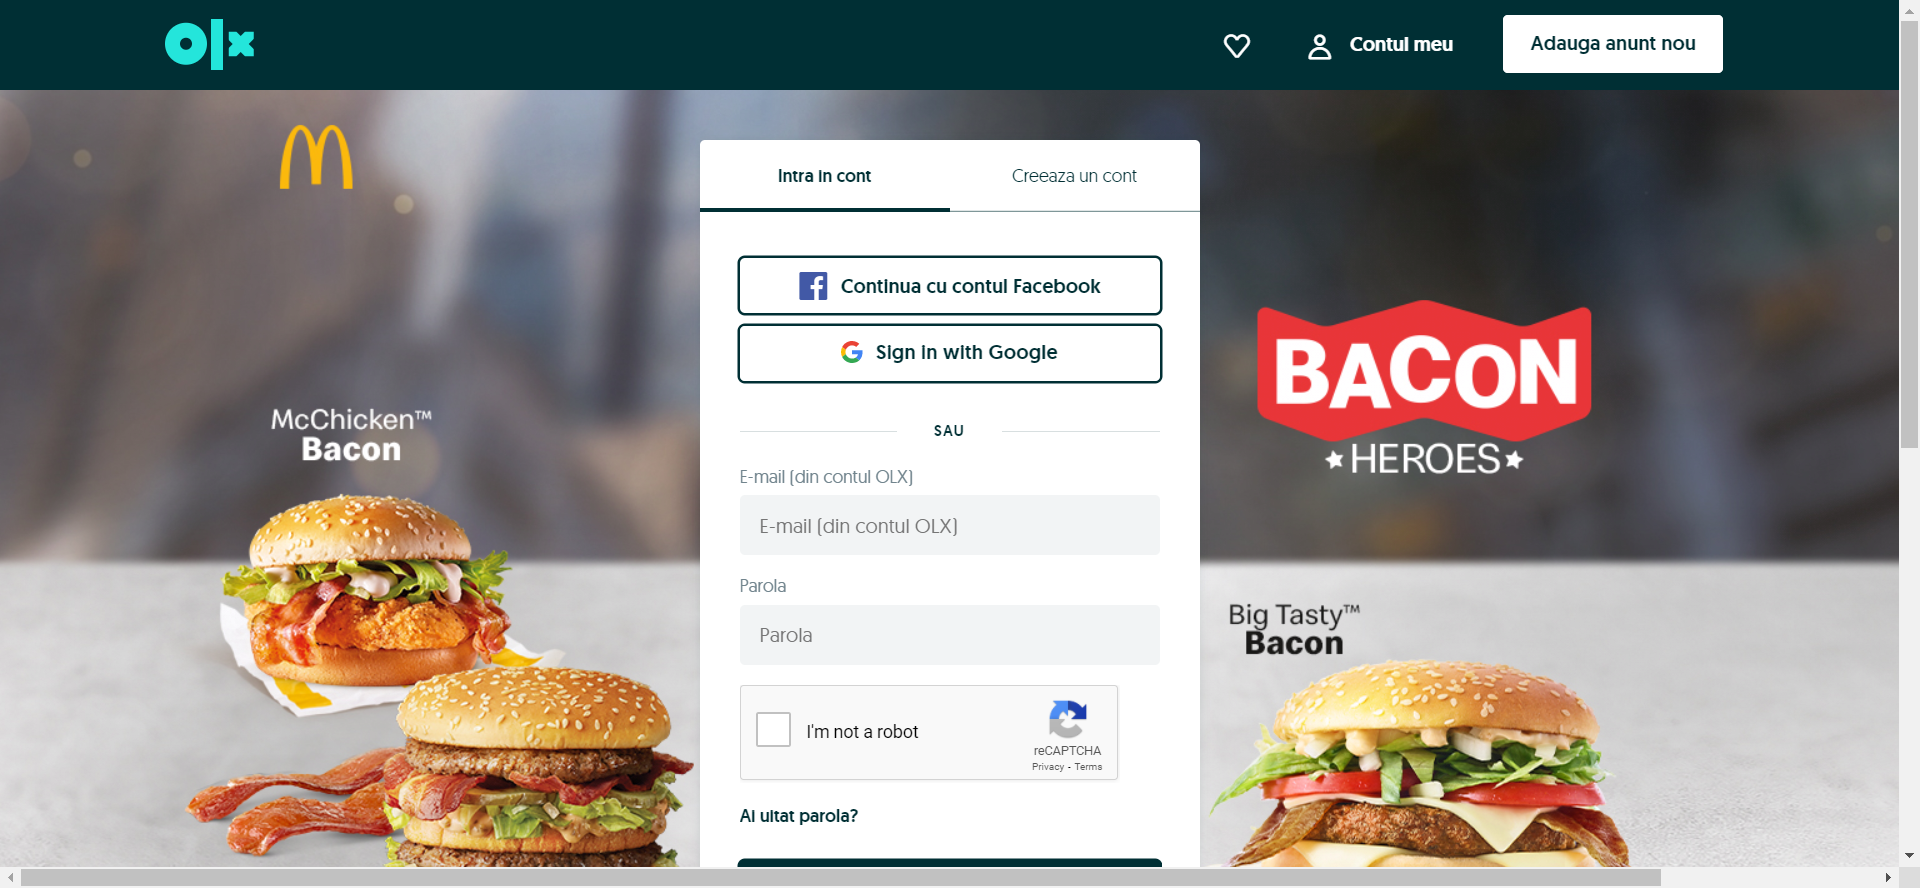 olx
Contul meu
Adauga anunt nou
Intra in cont
Creeaza un cont
Continua cu contul Facebook
Sign in with Google
SAU
E-mail (din contul OLX)
E-mail (din contul OLX)
Parola
Parola
I'm not a robot
reCAPTCHA
Privacy - Terms
Ai uitat parola?
McChicken™
Bacon
BACON
HEROES
Big Tasty™
Bacon